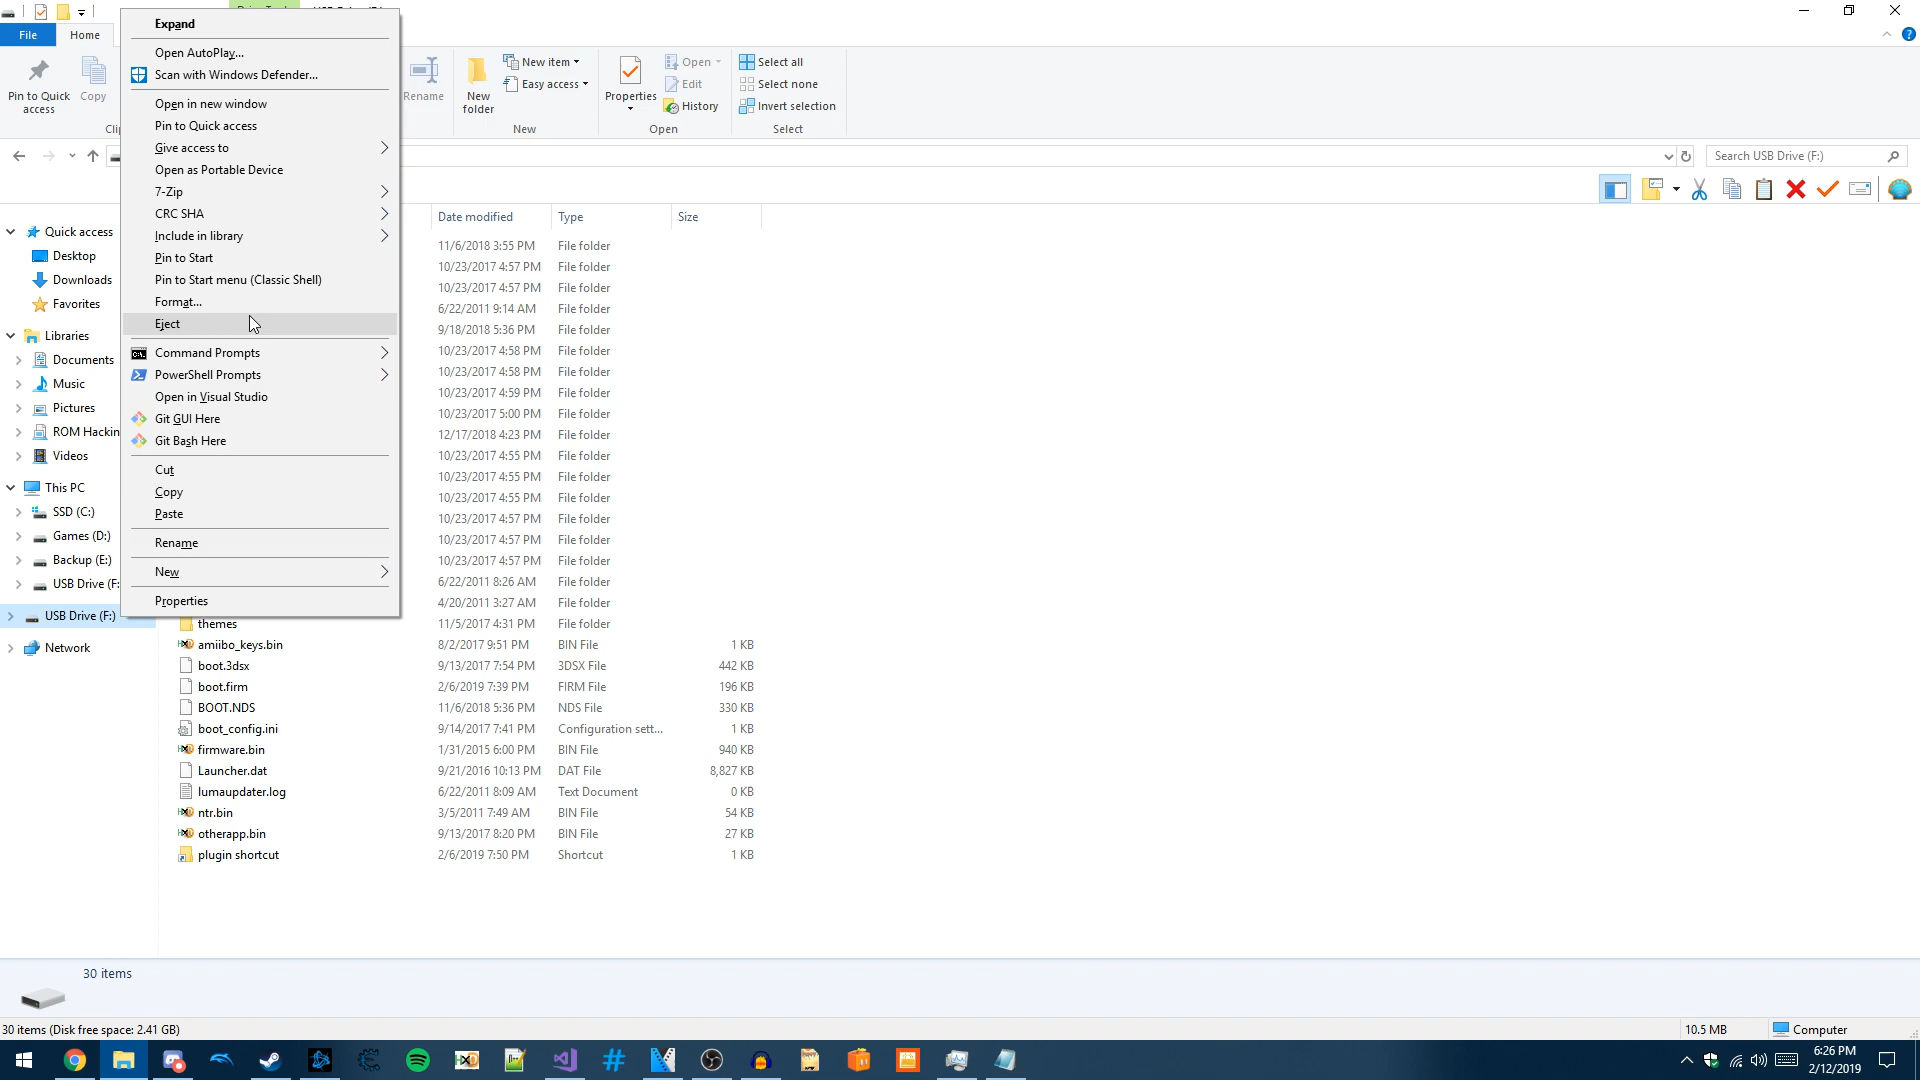 File
Home
Pin to Quick
access
Copy
Rename
New
folder
New item
Easy access
New
Properties
Open
Edit
History
Open
Select all
Select none
Invert selection
Select
Search USB Drive (F:)
Expand
Open AutoPlay...
Scan with Windows Defender...
Open in new window
Pin to Quick access
Give access to
Open as Portable Device
7-Zip
CRC SHA
Include in library
Pin to Start
Pin to Start menu (Classic Shell)
Format...
Eject
Command Prompts
PowerShell Prompts
Open in Visual Studio
Git GUI Here
Git Bash Here
Cut
Copy
Paste
Rename
New
Properties
Quick access
Desktop
Downloads
Favorites
Libraries
Documents
Music
Pictures
ROM Hackin
Videos
This PC
SSD (C:)
Games (D:)
Backup (E:)
USB Drive (F:
USB Drive (F:)
Network
Date modified Type Size
11/6/2018 3:55 PM File folder
10/23/2017 4:57 PM File folder
10/23/2017 4:57 PM File folder
6/22/2011 9:14 AM File folder
9/18/2018 5:36 PM File folder
10/23/2017 4:58 PM File folder
10/23/2017 4:58 PM File folder
10/23/2017 4:59 PM File folder
10/23/2017 5:00 PM File folder
12/17/2018 4:23 PM File folder
10/23/2017 4:55 PM File folder
10/23/2017 4:55 PM File folder
10/23/2017 4:55 PM File folder
10/23/2017 4:57 PM File folder
10/23/2017 4:57 PM File folder
10/23/2017 4:57 PM File folder
6/22/2011 8:26 AM File folder
4/20/2011 3:27 AM File folder
themes 11/5/2017 4:31 PM File folder
amiibo_keys.bin 8/2/2017 9:51 PM BIN File 1 KB
boot.3dsx 9/13/2017 7:54 PM 3DSX File 442 KB
boot.firm 2/6/2019 7:39 PM FIRM File 196 KB
BOOT.NDS 11/6/2018 5:36 PM NDS File 330 KB
boot_config.ini 9/14/2017 7:41 PM Configuration sett... 1 KB
firmware.bin 1/31/2015 6:00 PM BIN File 940 KB
Launcher.dat 9/21/2016 10:13 PM DAT File 8,827 KB
lumaupdater.log 6/22/2011 8:09 AM Text Document 0 KB
ntr.bin 3/5/2011 7:49 AM BIN File 54 KB
otherapp.bin 9/13/2017 8:20 PM BIN File 27 KB
plugin shortcut 2/6/2019 7:50 PM Shortcut 1 KB
30 items
30 items (Disk free space: 2.41 GB)
10.5 MB
Computer
6:26 PM
2/12/2019